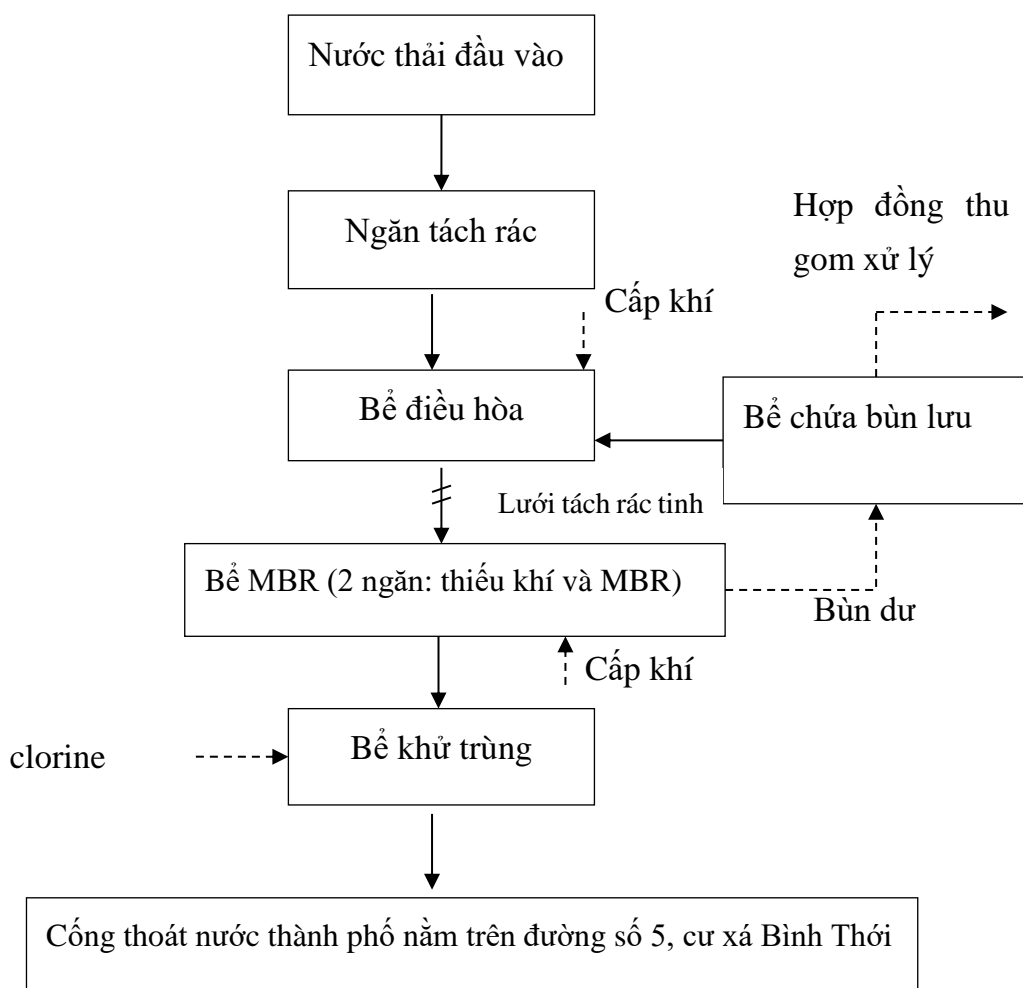 Nước thải đầu vào
Ngăn tách rác
Hợp đồng thu
gom xử lý
Cấp khí
Bể điều hòa
Bể chứa bùn lưu
Lưới tách rác tinh
Bể MBR (2 ngăn: thiếu khí và MBR)
Bùn dư
Cấp khí
Bể khử trùng
clorine
Cống thoát nước thành phố nằm trên đường số 5, cư xá Bình Thới